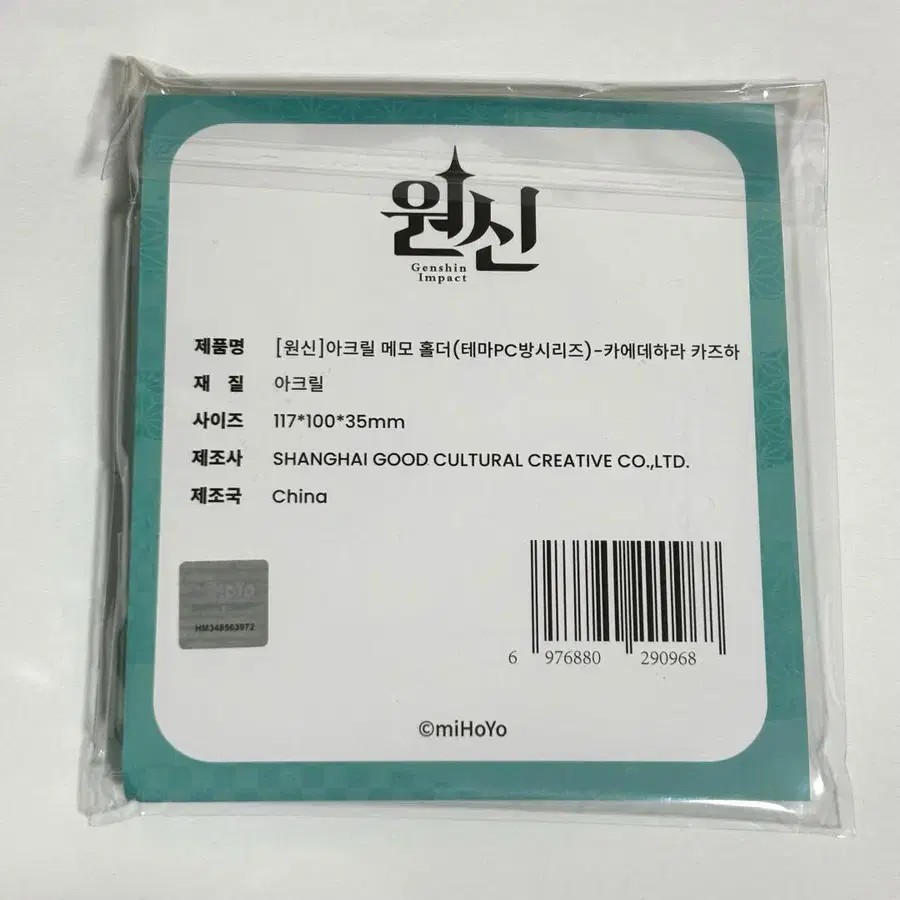 원신
Genshin
Impact
제품명 [원신]아크릴 메모 홀더(테마PC방시리즈)-카에데하라 카즈하
재 질 아크릴
사이즈 117*100*35mm
제조사 SHANGHAI GOOD CULTURAL CREATIVE CO.,LTD.
제조국 China
miHoYo
HM348563972
6 976880 290968
©miHoYo